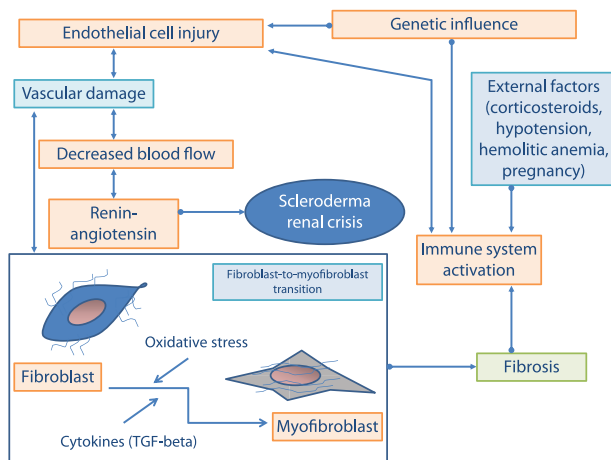 Endothelial cell injury
Genetic influence
Vascular damage
External factors
(corticosteroids,
hypotension,
hemolitic anemia,
pregnancy)
Decreased blood flow
Renin-
angiotensin
Scleroderma
renal crisis
Immune system
activation
Fibroblast-to-myofibroblast
transition
Oxidative stress
Fibroblast
Fibrosis
Myofibroblast
Cytokines (TGF-beta)